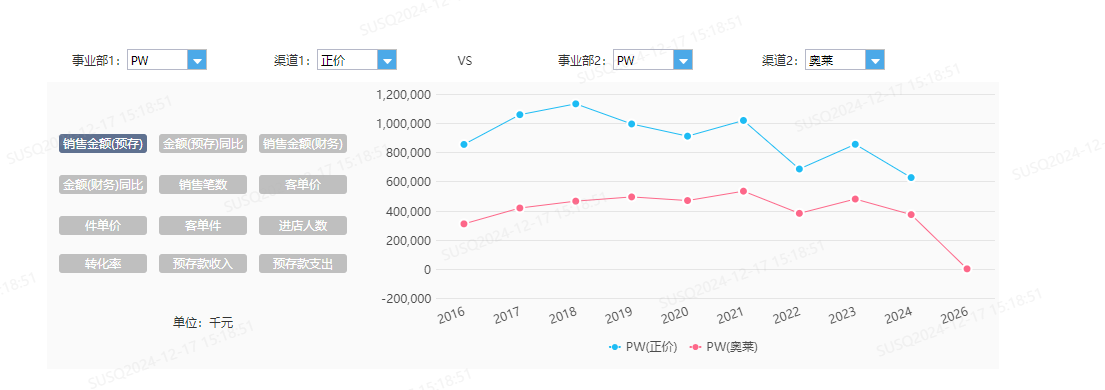 事业部1: PW 渠道1: 正价 VS 事业部2: PW 渠道2: 奥莱
销售金额(预存) 金额(预存)同比 销售金额(财务)
金额(财务)同比 销售笔数 客单价
件单价 客单件 进店人数
转化率 预存款收入 预存款支出
单位：千元
1,200,000
1,000,000
800,000
600,000
400,000
200,000
0
-200,000
2016 2017 2018 2019 2020 2021 2022 2023 2024 2026
PW(正价) PW(奥莱)
SUSQ2024-12-17 15:18:51